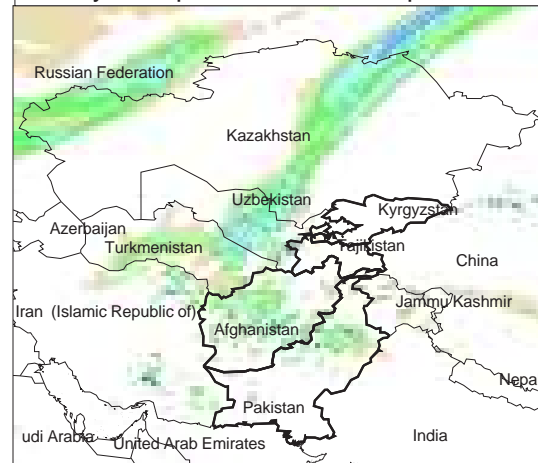 Russian Federation
Kazakhstan
Uzbekistan
Kyrgyzstan
Azerbaijan
Turkmenistan
Tajikistan
China
Iran (Islamic Republic of)
Jammu Kashmir
Afghanistan
Nepa
Pakistan
udi Arabia
United Arab Emirates
India